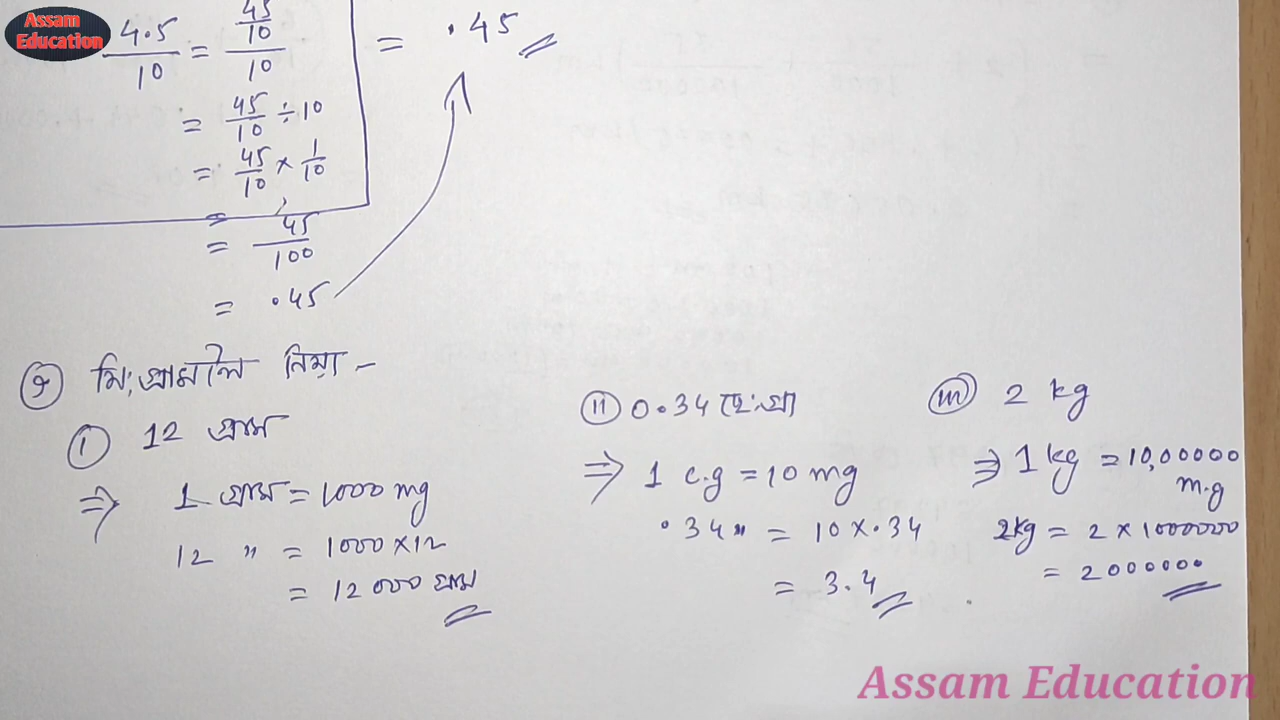 Assam
Education
4.5/10 = 45/10/10 = .45
= 45/10 ÷ 10
= 45/10 × 1/10
=
= 45/100
= .45
9 মি:গ্ৰামলৈ নিয়া –
i 12 গ্ৰাম
⇒ 1 গ্ৰাম = 1000 mg
12 " = 1000 × 12
= 12000 গ্ৰাম
ii 0.34 চে:গ্ৰা
⇒ 1 c.g = 10 mg
.34 " = 10 × .34
= 3.4
iii 2 kg
⇒ 1 kg = 10,00000
m.g
2kg = 2 × 1000000
= 2000000
Assam Education